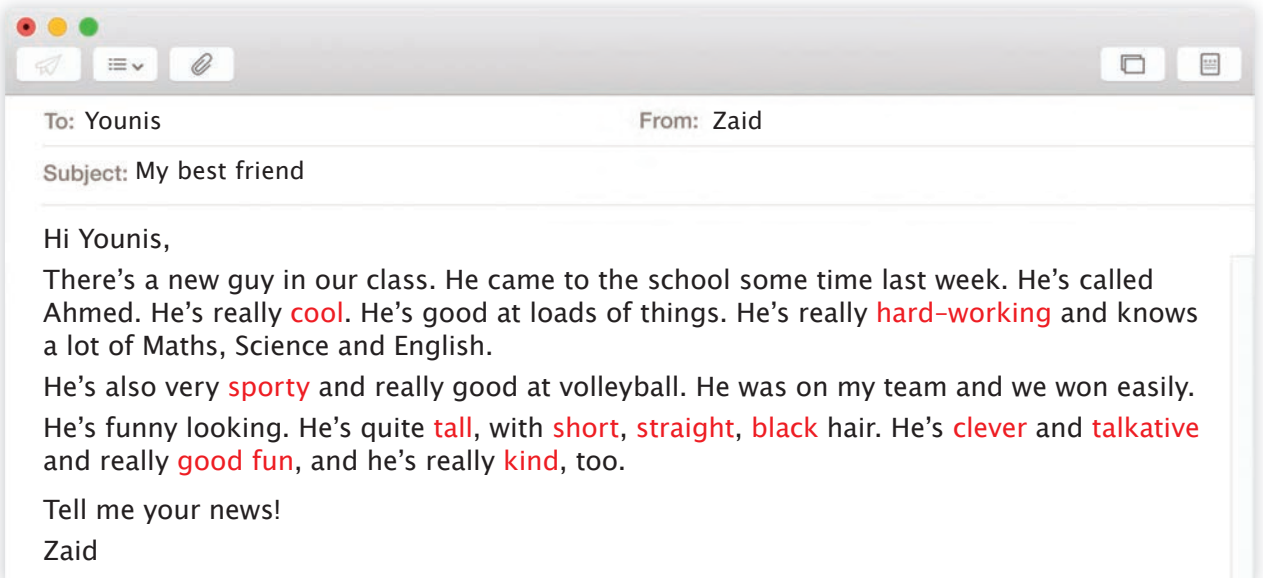 To: Younis
From: Zaid
Subject: My best friend
Hi Younis,
There's a new guy in our class. He came to the school some time last week. He's called
Ahmed. He's really cool. He's good at loads of things. He's really hard-working and knows
a lot of Maths, Science and English.
He's also very sporty and really good at volleyball. He was on my team and we won easily.
He's funny looking. He's quite tall, with short, straight, black hair. He's clever and talkative
and really good fun, and he's really kind, too.
Tell me your news!
Zaid